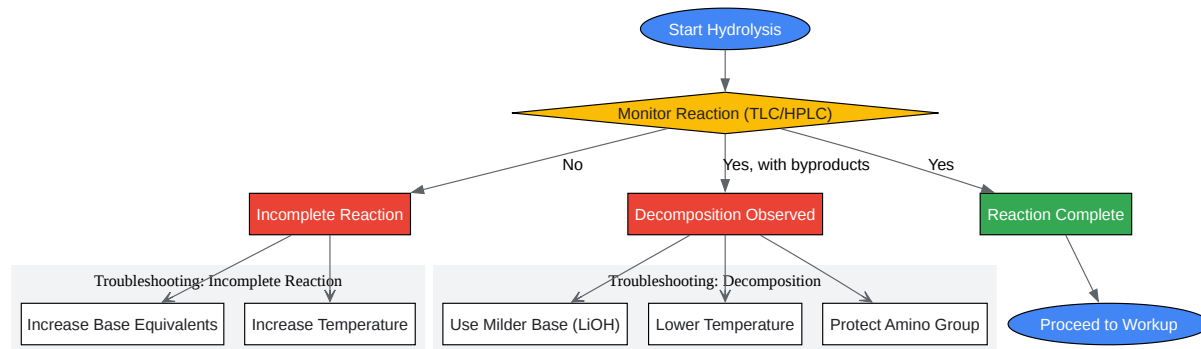 Start Hydrolysis
Monitor Reaction (TLC/HPLC)
No
Yes, with byproducts
Yes
Incomplete Reaction
Decomposition Observed
Reaction Complete
Troubleshooting: Incomplete Reaction
Troubleshooting: Decomposition
Increase Base Equivalents
Increase Temperature
Use Milder Base (LiOH)
Lower Temperature
Protect Amino Group
Proceed to Workup